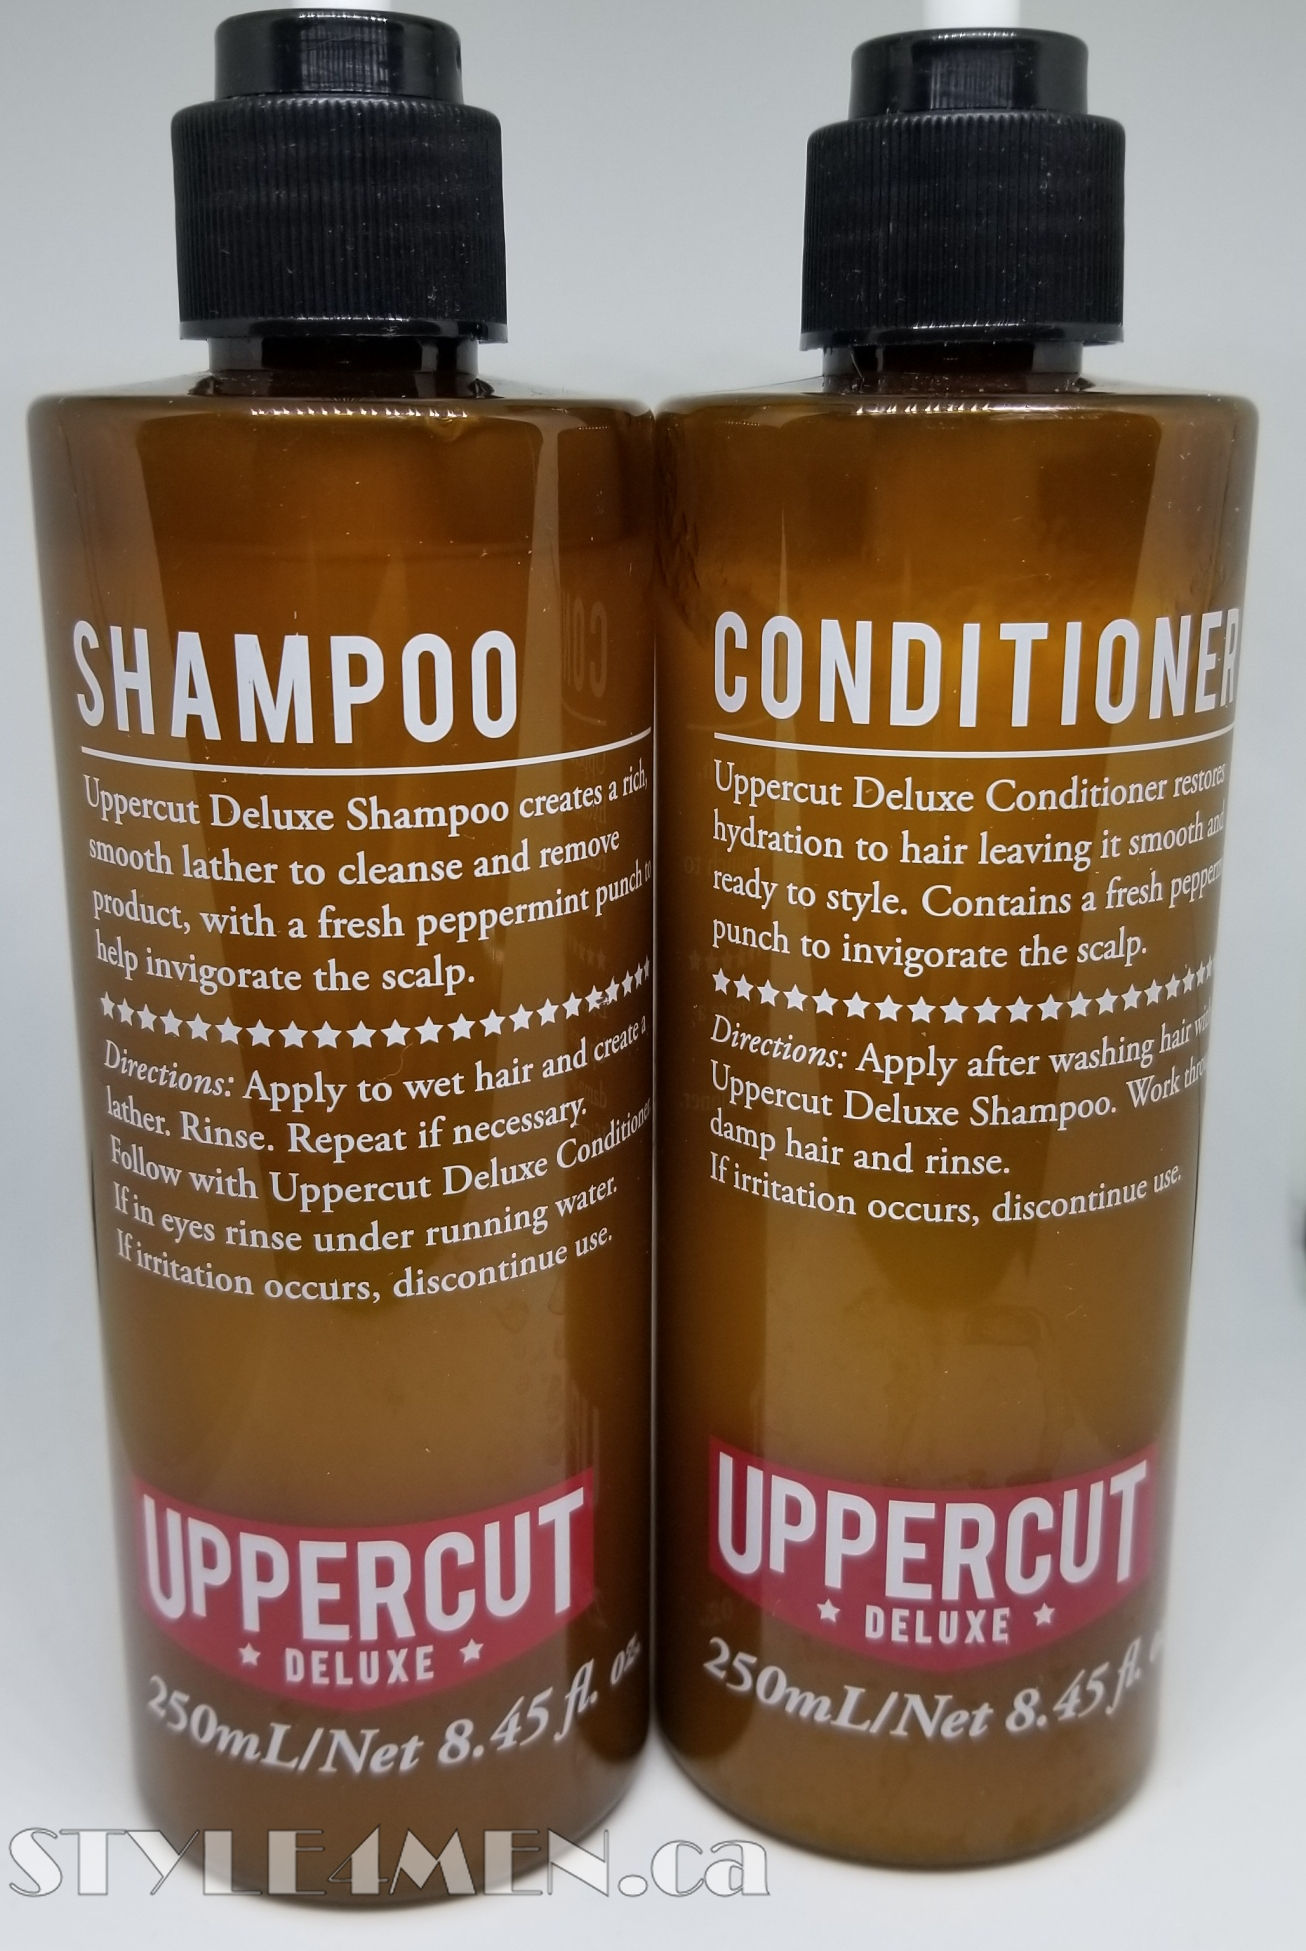 SHAMPOO
Uppercut Deluxe Shampoo creates a rich,
smooth lather to cleanse and remove
product, with a fresh peppermint punch to
help invigorate the scalp.
Directions: Apply to wet hair and create a
lather. Rinse. Repeat if necessary.
Follow with Uppercut Deluxe Conditioner.
If in eyes rinse under running water.
If irritation occurs, discontinue use.
UPPERCUT
DELUXE
250mL/Net 8.45 fl. oz.
CONDITIONER
Uppercut Deluxe Conditioner restores
hydration to hair leaving it smooth and
ready to style. Contains a fresh
punch to invigorate the scalp.
Directions: Apply after washing hair
Uppercut Deluxe Shampoo. Work
damp hair and rinse.
If irritation occurs, discontinue use.
UPPERCUT
DELUXE
250mL/Net 8.45 fl.
STYLE4MEN.ca